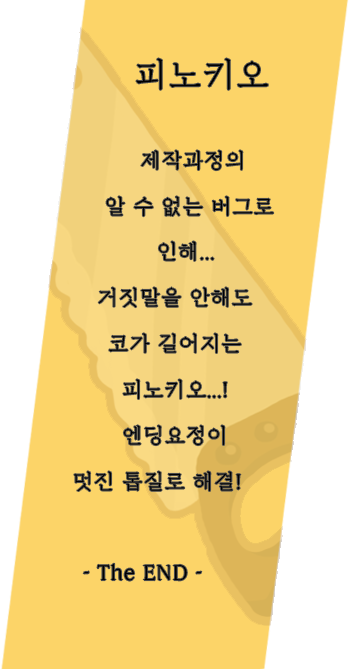 피노키오
제작과정의
알 수 없는 버그로
인해...
거짓말을 안해도
코가 길어지는
피노키오...!
엔딩요정이
멋진 톱질로 해결!
- The END -